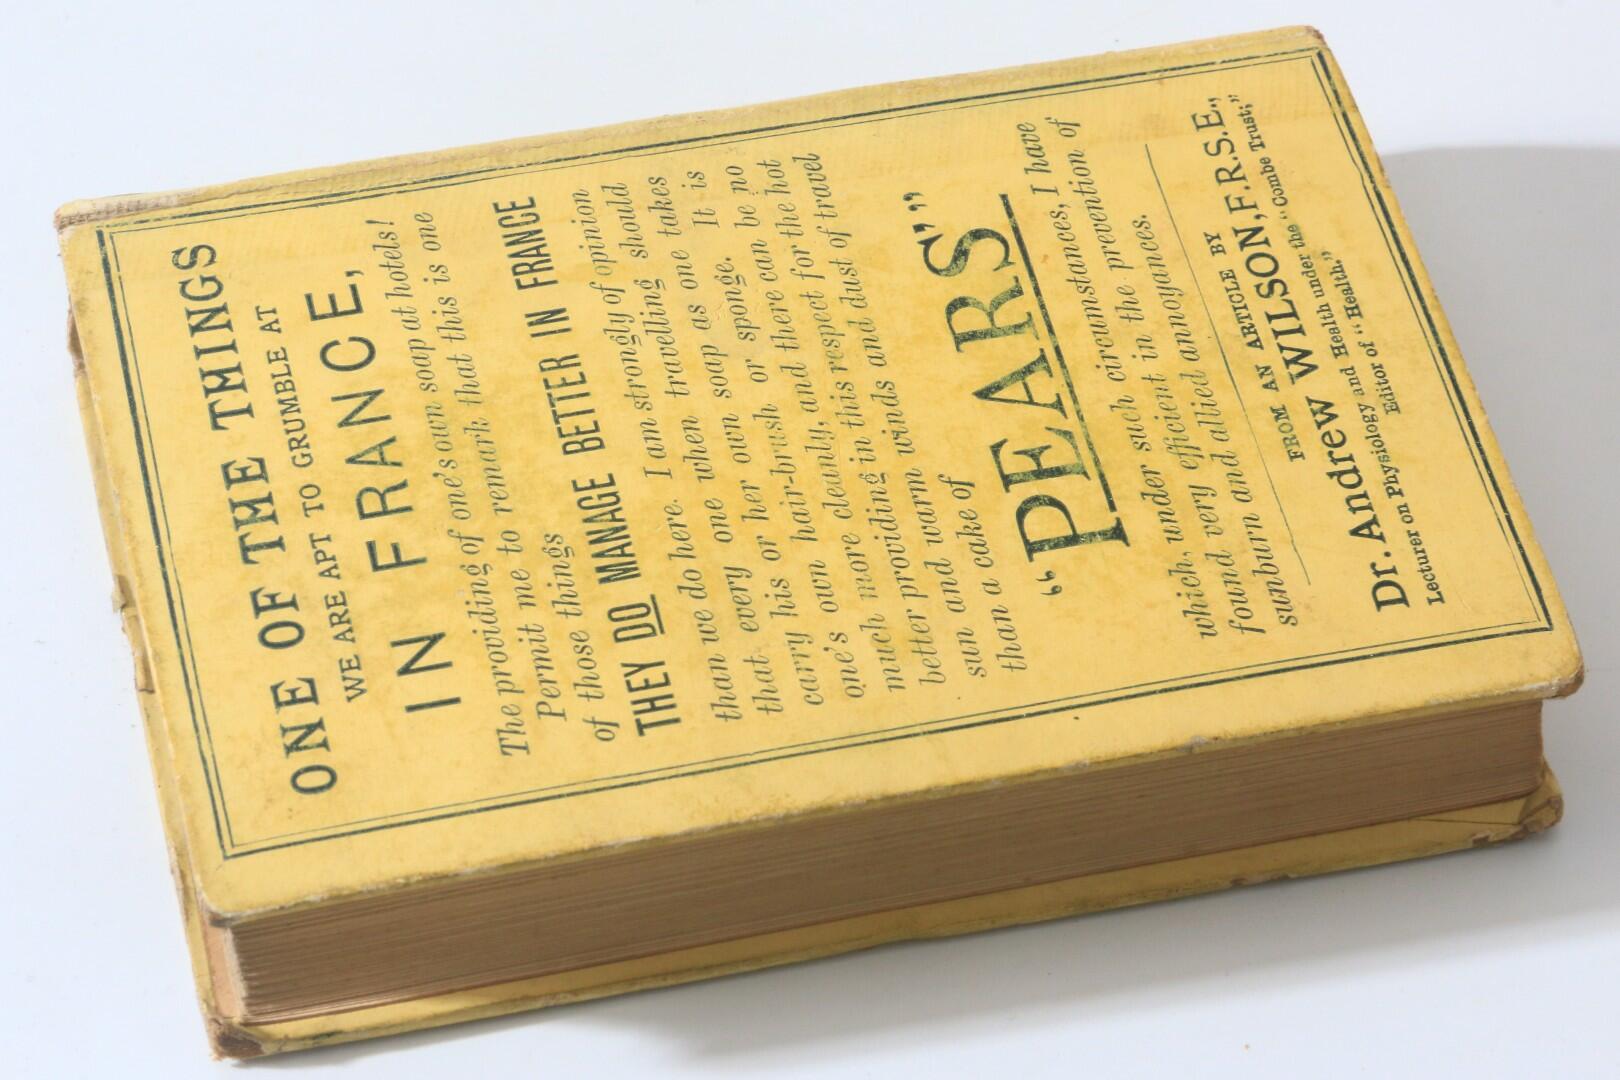 ONE OF THE THINGS
WE ARE APT TO GRUMBLE AT
IN FRANCE,
The providing of one's own soap at hotels!
Permit me to remark that this is one
of those things
THEY DO MANAGE BETTER IN FRANCE
than we do here. I am strongly of opinion
that every one when travelling should
carry his or her own soap as one takes
one's own hair-brush or sponge. It is
much more cleanly, and there can be no
better providing in this respect for the hot
sun and warm winds and dust of travel
than a cake of
“PEARS’”
which, under such circumstances, I have
found very efficient in the prevention of
sunburn and allied annoyances.
FROM AN ARTICLE BY
Dr. Andrew WILSON, F.R.S.E.,
Lecturer on Physiology and Health under the "Combe Trust;"
Editor of "Health."